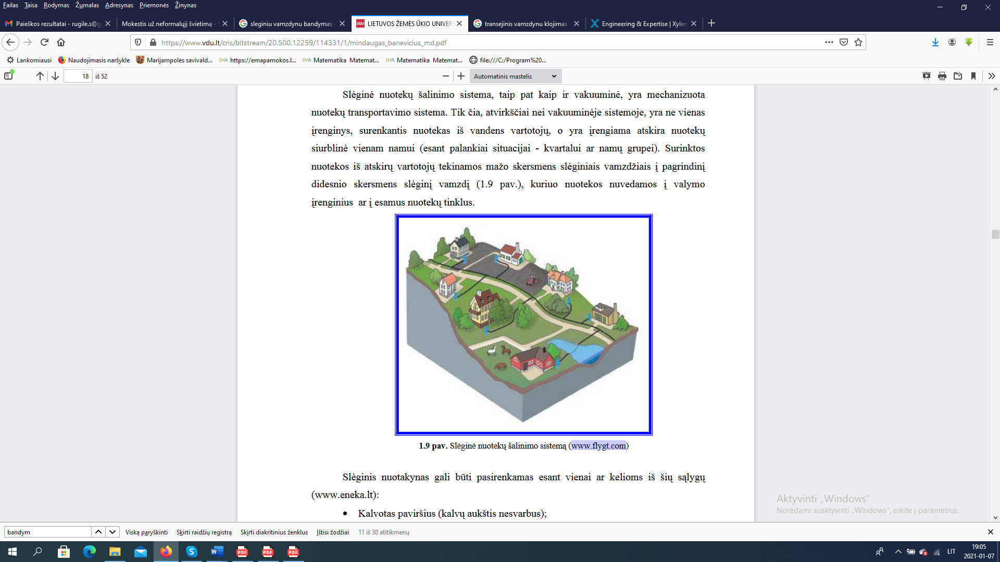 Failas Taisa Rodymas Žurnalas Adresynas Priemonės Žinynas
Paieškos rezultatai - rugile.s@g
Mokestis už neformalųjį švietimą -
sleginiu vamzdynu bandymas
VDU LIETUVOS ŽEMĖS ŪKIO UNIVER
transejinis vamzdynu klojimas
Engineering & Expertise | Xylem
https://www.vdu.lt/cris/bitstream/20.500.12259/114331/1/mindaugas_banevicius_md.pdf
Lankomiausi Naudojimasis naršykle Marijampolės savivald... EMA https://emapamokos.l... EMA Matematika Matemat... EMA Matematika Matemat... file:///C:/Program%20...
18 iš 52 Automatinis mastelis
Slėginė nuotekų šalinimo sistema, taip pat kaip ir vakuuminė, yra mechanizuota
nuotekų transportavimo sistema. Tik čia, atvirkščiai nei vakuuminėje sistemoje, yra ne vienas
įrenginys, surenkantis nuotekas iš vandens vartotojų, o yra įrengiama atskira nuotekų
siurblinė vienam namui (esant palankiai situacijai - kvartalui ar namų grupei). Surinktos
nuotekos iš atskirų vartotojų tekinamos mažo skersmens slėginiais vamzdžiais į pagrindinį
didesnio skersmens slėginį vamzdį (1.9 pav.), kuriuo nuotekos nuvedamos į valymo
įrenginius ar į esamus nuotekų tinklus.
1.9 pav. Slėginė nuotekų šalinimo sistemą (www.flygt.com)
Slėginis nuotakynas gali būti pasirenkamas esant vienai ar kelioms iš šių sąlygų
(www.eneka.lt):
• Kalvotas paviršius (kalvų aukštis nesvarbus);
Aktyvinti „Windows“
Norėdami suaktyvinti „Windows“, eikite į parametrus.
bandym Viską paryškinti Skirti raidžių registrą Skirti diakritinius ženklus Ištisi žodžiai 11 iš 30 atitikmenų
PDF PDF PDF
LIT
19:05
2021-01-07